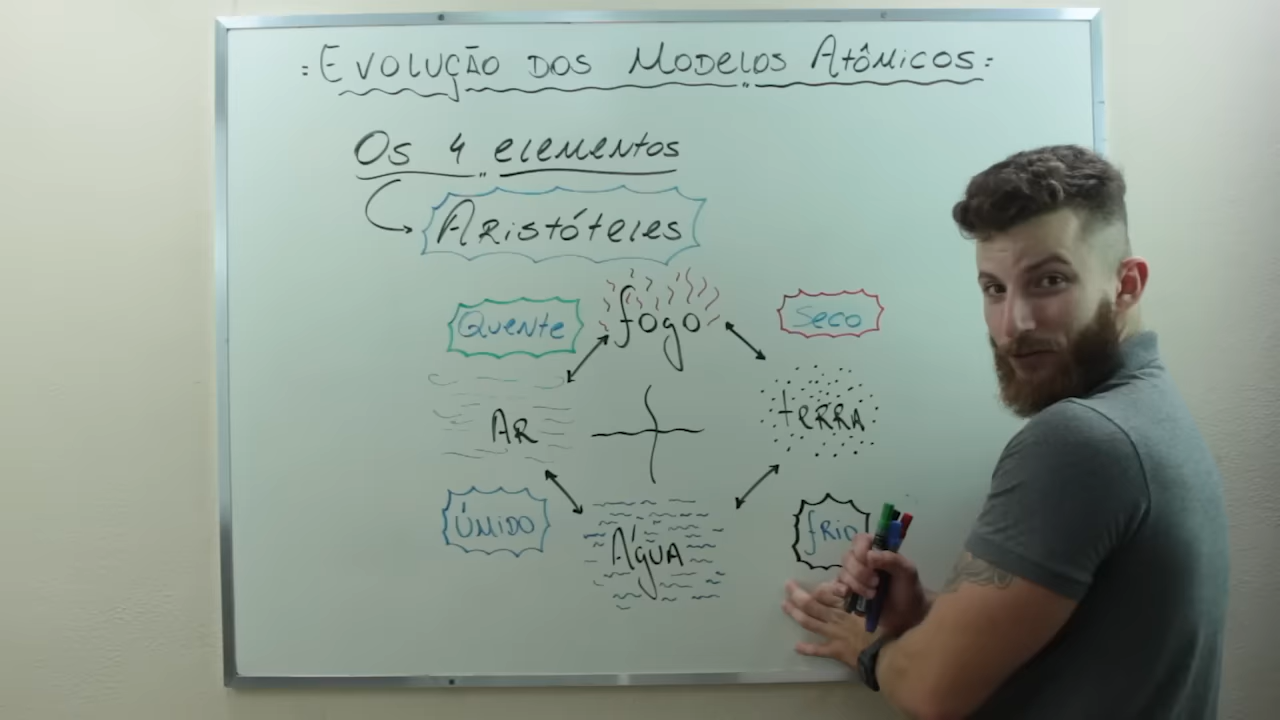 : Evolução dos Modelos Atômicos :
Os 4 elementos
Aristóteles
Quente
fogo
Seco
Ar
terra
Úmido
Água
frio